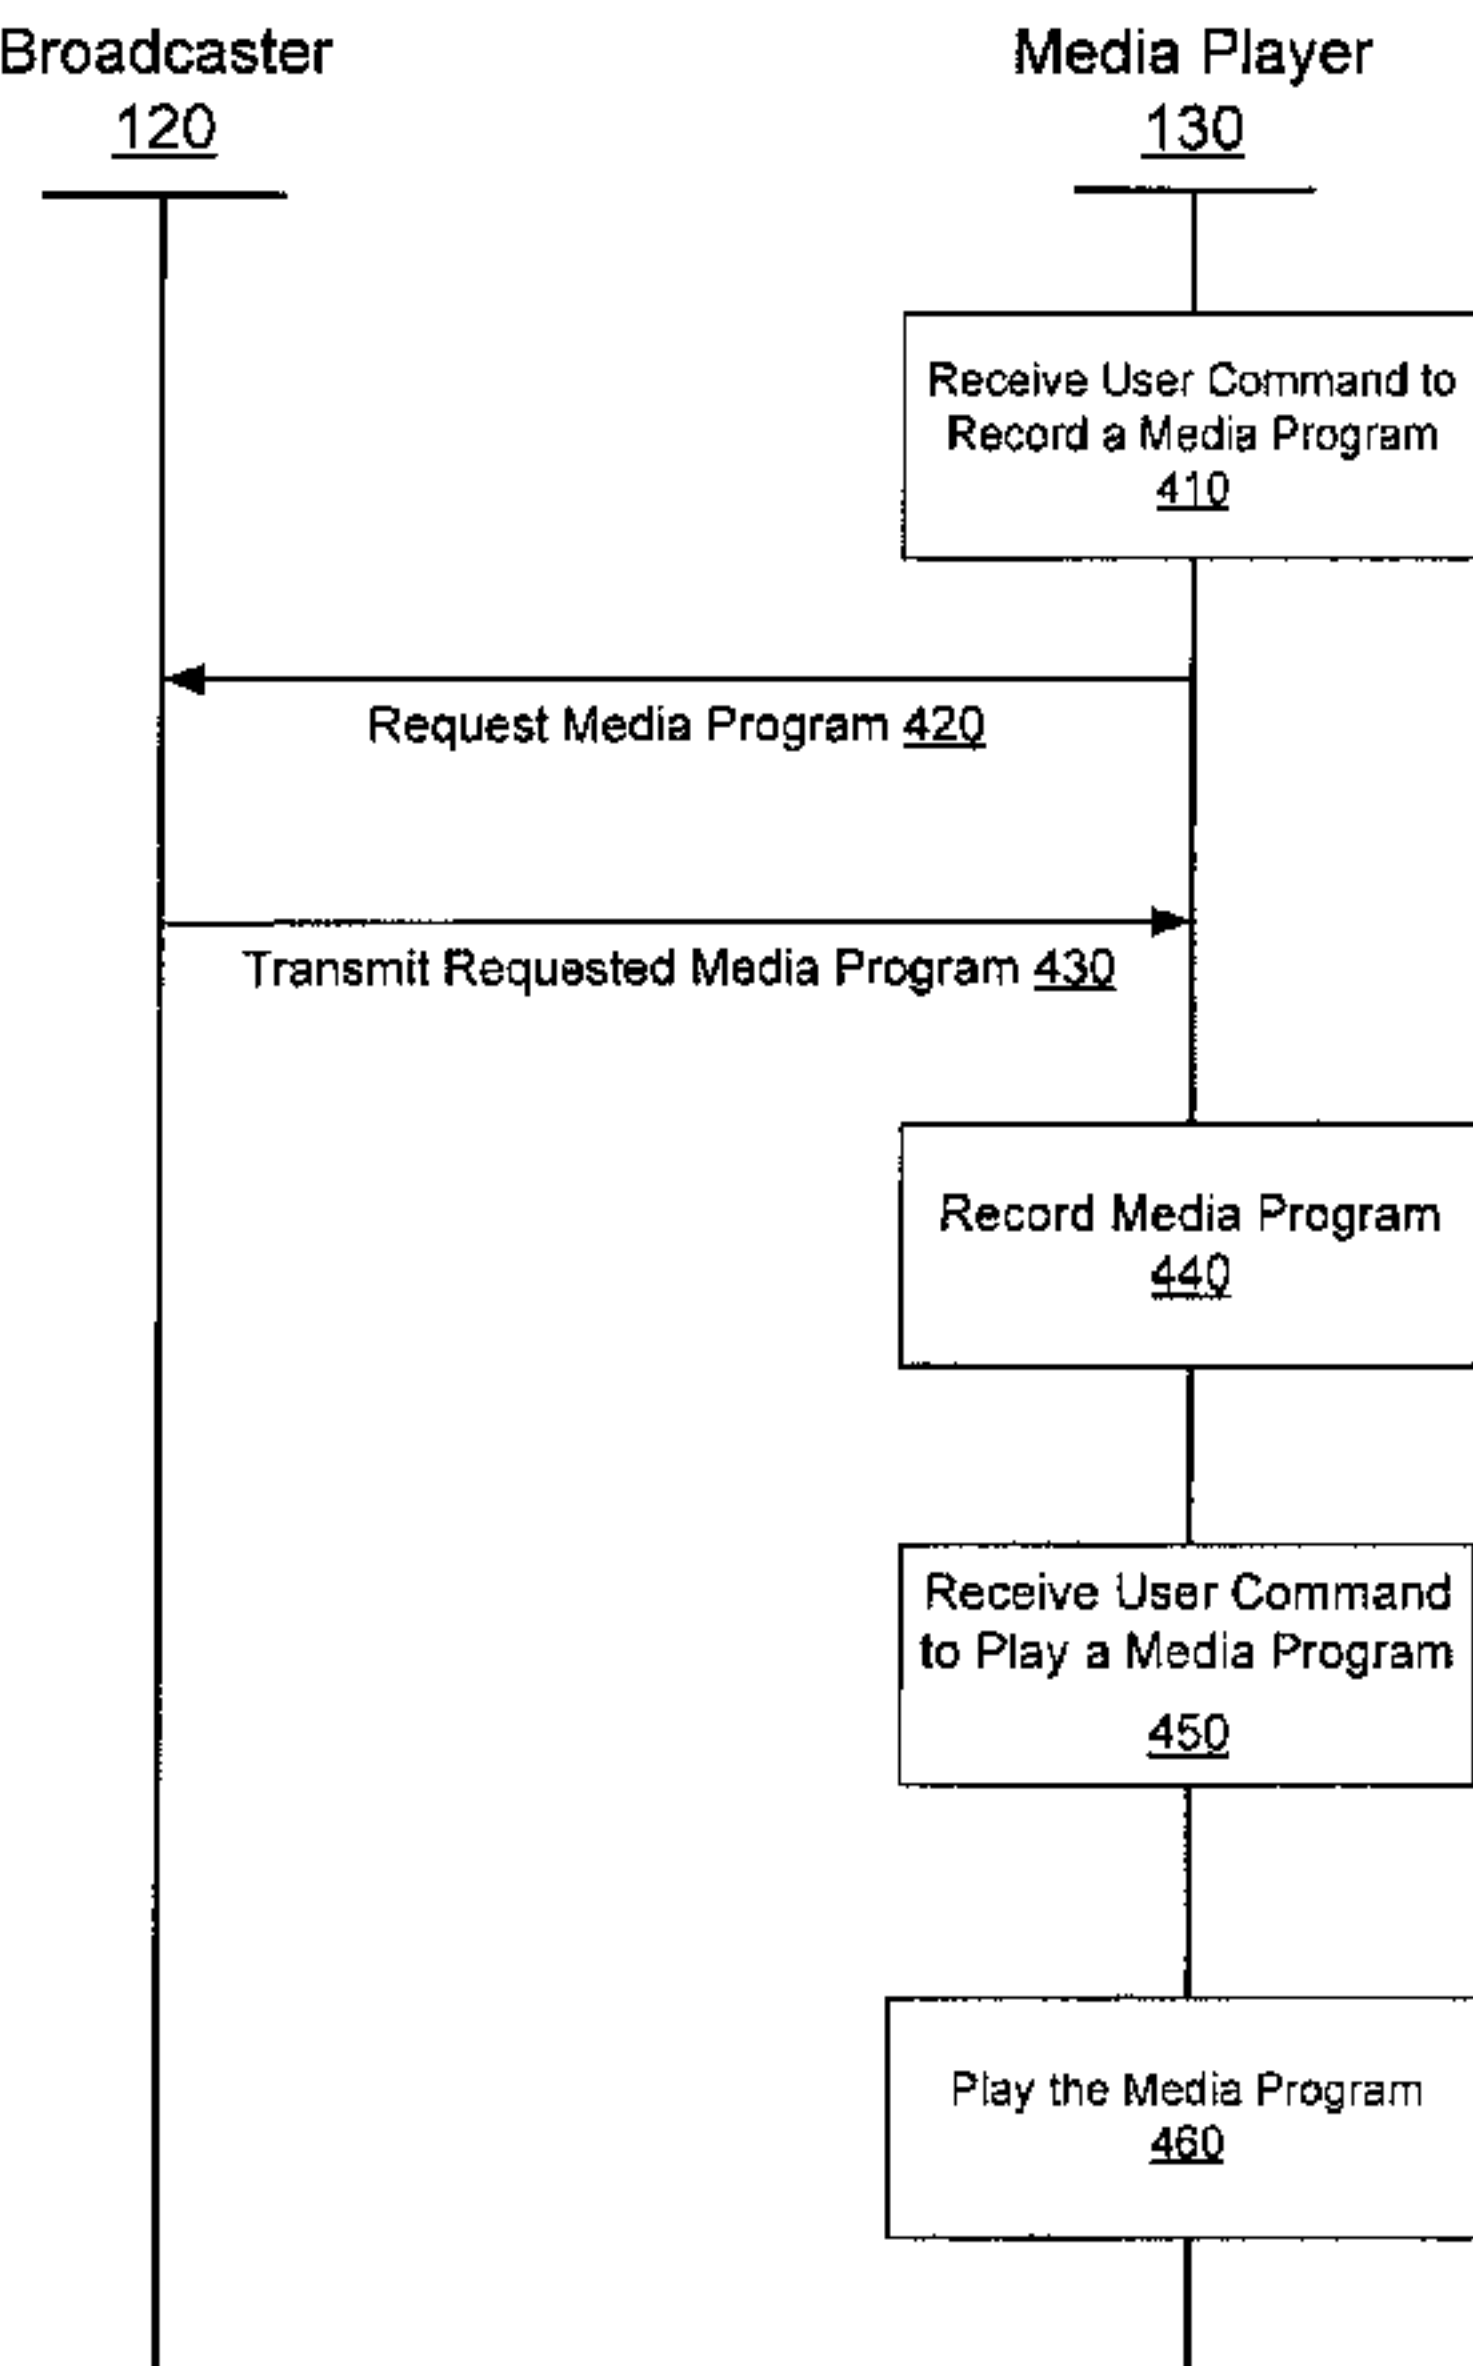 Broadcaster
120
Media Player
130
Receive User Command to
Record a Media Program
410
Request Media Program 420
Transmit Requested Media Program 430
Record Media Program
440
Receive User Command
to Play a Media Program
450
Play the Media Program
460